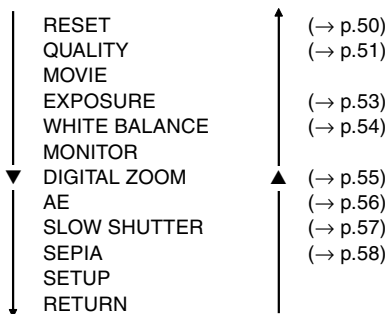 RESET (→ p.50)
QUALITY (→ p.51)
MOVIE
EXPOSURE (→ p.53)
WHITE BALANCE (→ p.54)
MONITOR
▼ DIGITAL ZOOM ▲ (→ p.55)
AE (→ p.56)
SLOW SHUTTER (→ p.57)
SEPIA (→ p.58)
SETUP
RETURN